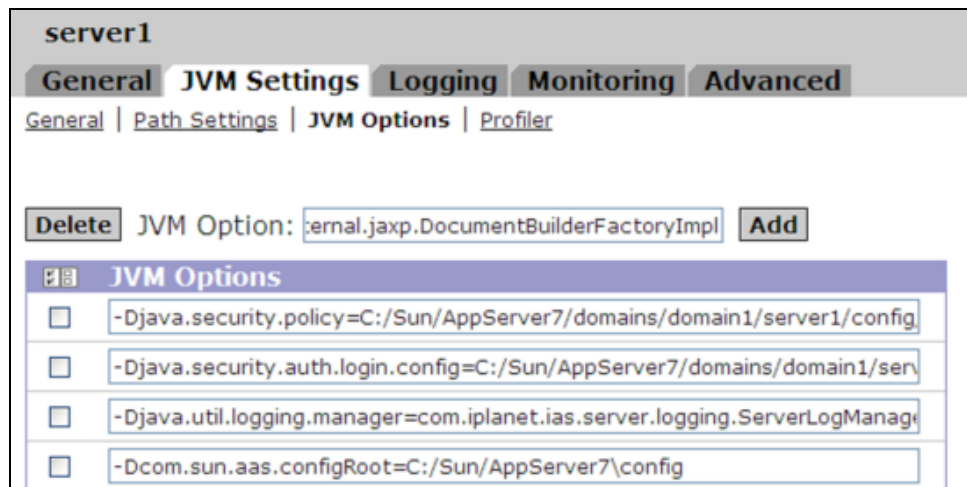 server1
General JVM Settings Logging Monitoring Advanced
General | Path Settings | JVM Options | Profiler
Delete JVM Option: ternal.jaxp.DocumentBuilderFactoryImpl Add
JVM Options
-Djava.security.policy=C:/Sun/AppServer7/domains/domain1/server1/config,
-Djava.security.auth.login.config=C:/Sun/AppServer7/domains/domain1/serv
-Djava.util.logging.manager=com.iplanet.ias.server.logging.ServerLogManage
-Dcom.sun.aas.configRoot=C:/Sun/AppServer7\config